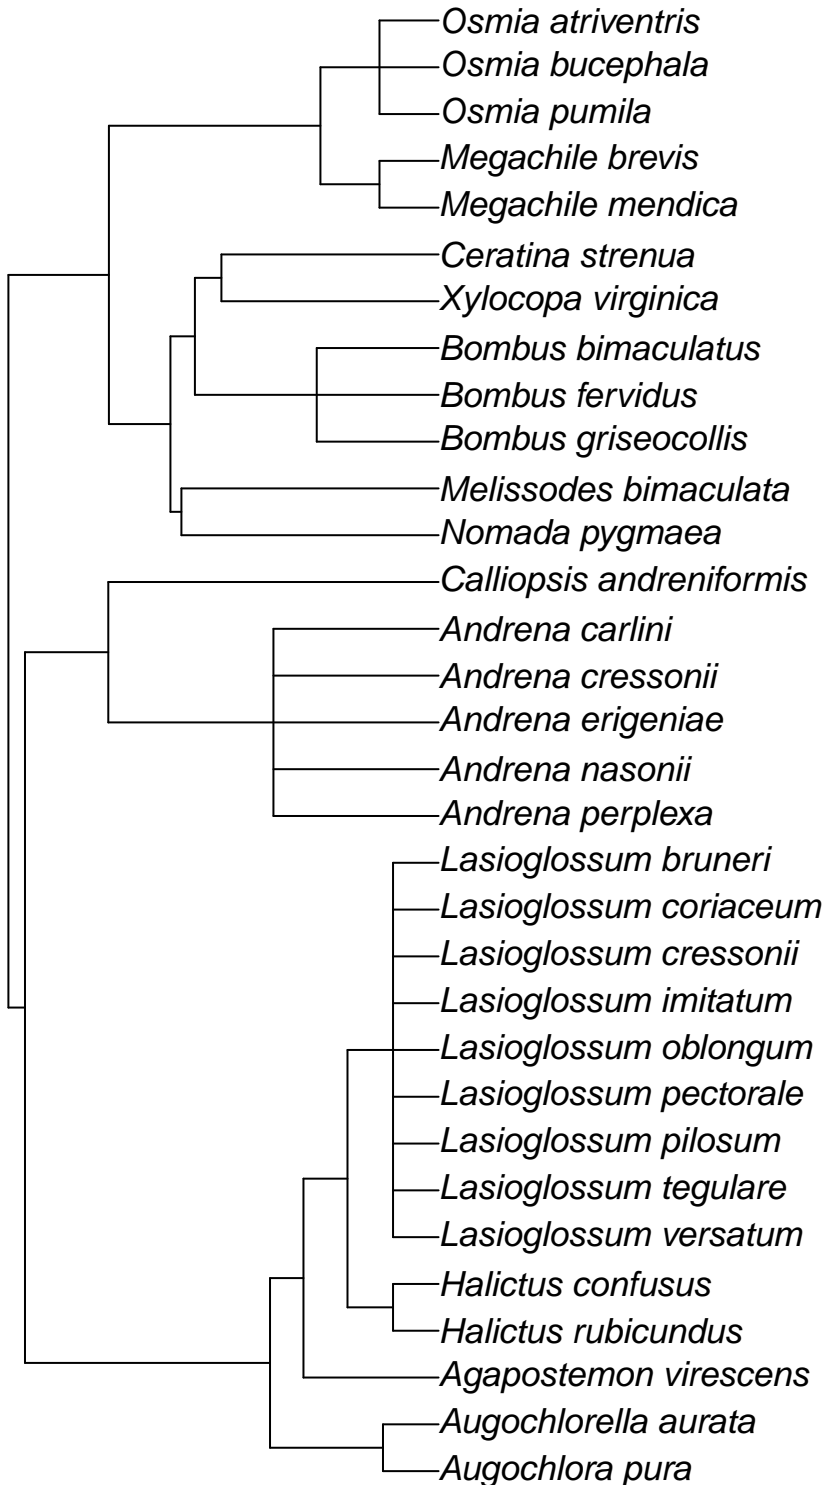 Osmia atriventris
Osmia bucephala
Osmia pumila
Megachile brevis
Megachile mendica
Ceratina strenua
Xylocopa virginica
Bombus bimaculatus
Bombus fervidus
Bombus griseocollis
Melissodes bimaculata
Nomada pygmaea
Calliopsis andreniformis
Andrena carlini
Andrena cressonii
Andrena erigeniae
Andrena nasonii
Andrena perplexa
Lasioglossum bruneri
Lasioglossum coriaceum
Lasioglossum cressonii
Lasioglossum imitatum
Lasioglossum oblongum
Lasioglossum pectorale
Lasioglossum pilosum
Lasioglossum tegulare
Lasioglossum versatum
Halictus confusus
Halictus rubicundus
Agapostemon virescens
Augochlorella aurata
Augochlora pura